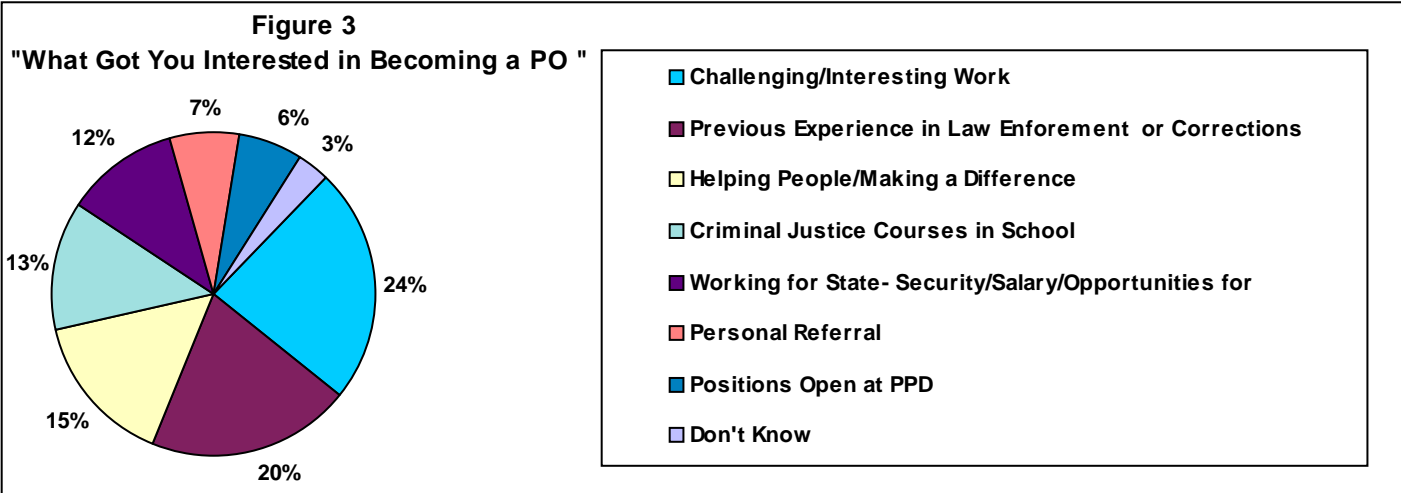 Figure 3
"What Got You Interested in Becoming a PO "
7%
6%
3%
12%
13%
24%
15%
20%
Challenging/Interesting Work
Previous Experience in Law Enforement or Corrections
Helping People/Making a Difference
Criminal Justice Courses in School
Working for State- Security/Salary/Opportunities for
Personal Referral
Positions Open at PPD
Don't Know